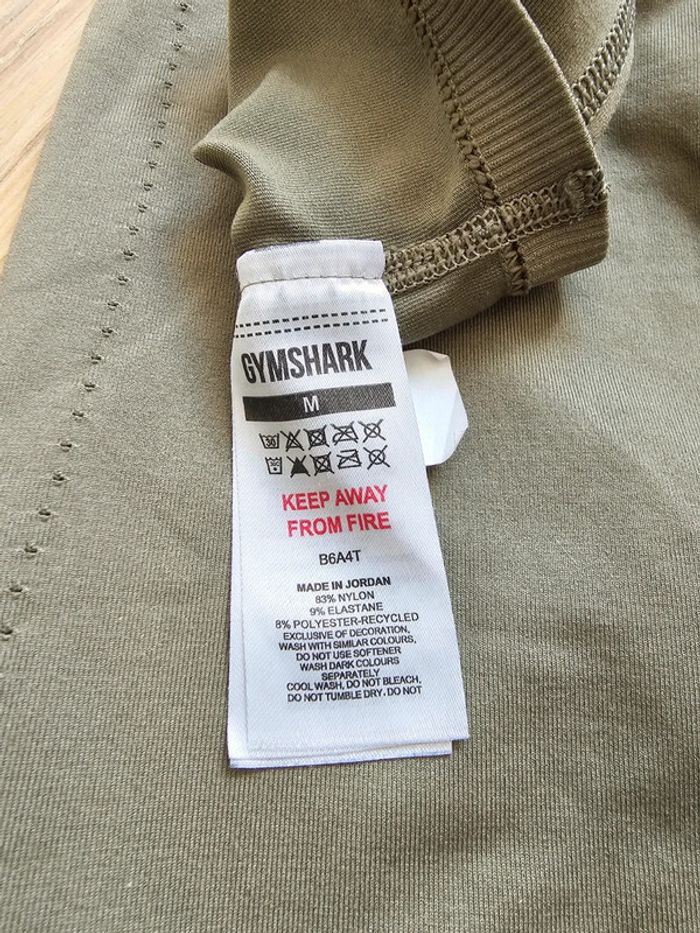 GYMSHARK
M
30
KEEP AWAY
FROM FIRE
B6A4T
MADE IN JORDAN
83% NYLON
9% ELASTANE
8% POLYESTER-RECYCLED
EXCLUSIVE OF DECORATION,
WASH WITH SIMILAR COLOURS,
DO NOT USE SOFTENER
WASH DARK COLOURS
SEPARATELY
COOL WASH, DO NOT BLEACH,
DO NOT TUMBLE DRY, DO NOT